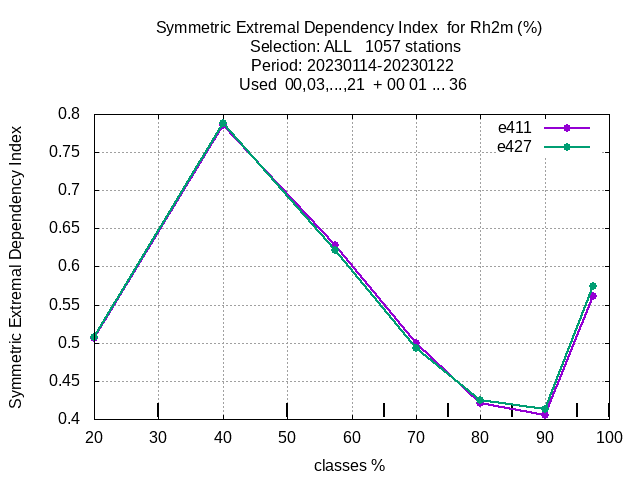 Symmetric Extremal Dependency Index  for Rh2m (%)
Selection: ALL   1057 stations
Period: 20230114-20230122
Used  00,03,...,21  + 00 01 ... 36
Symmetric Extremal Dependency Index
0.8
0.75
0.7
0.65
0.6
0.55
0.5
0.45
0.4
e411
e427
20 30 40 50 60 70 80 90 100
classes %